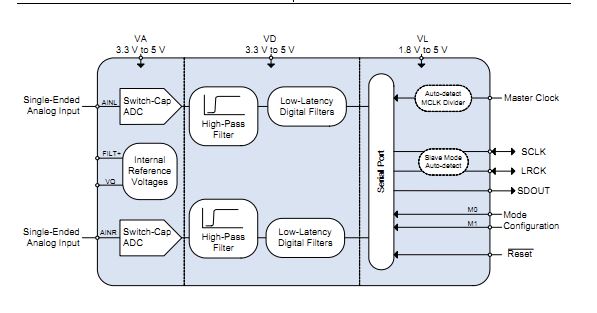 VA
3.3 V to 5 V
VD
3.3 V to 5 V
VL
1.8 V to 5 V
Single-Ended
Analog Input
AINL
Switch-Cap
ADC
High-Pass
Filter
Low-Latency
Digital Filters
Auto-detect
MCLK Divider
Master Clock
FILT+
VQ
Internal
Reference
Voltages
Serial Port
Slave Mode
Auto-detect
SCLK
LRCK
SDOUT
Single-Ended
Analog Input
AINR
Switch-Cap
ADC
High-Pass
Filter
Low-Latency
Digital Filters
M0
M1
Mode
Configuration
Reset